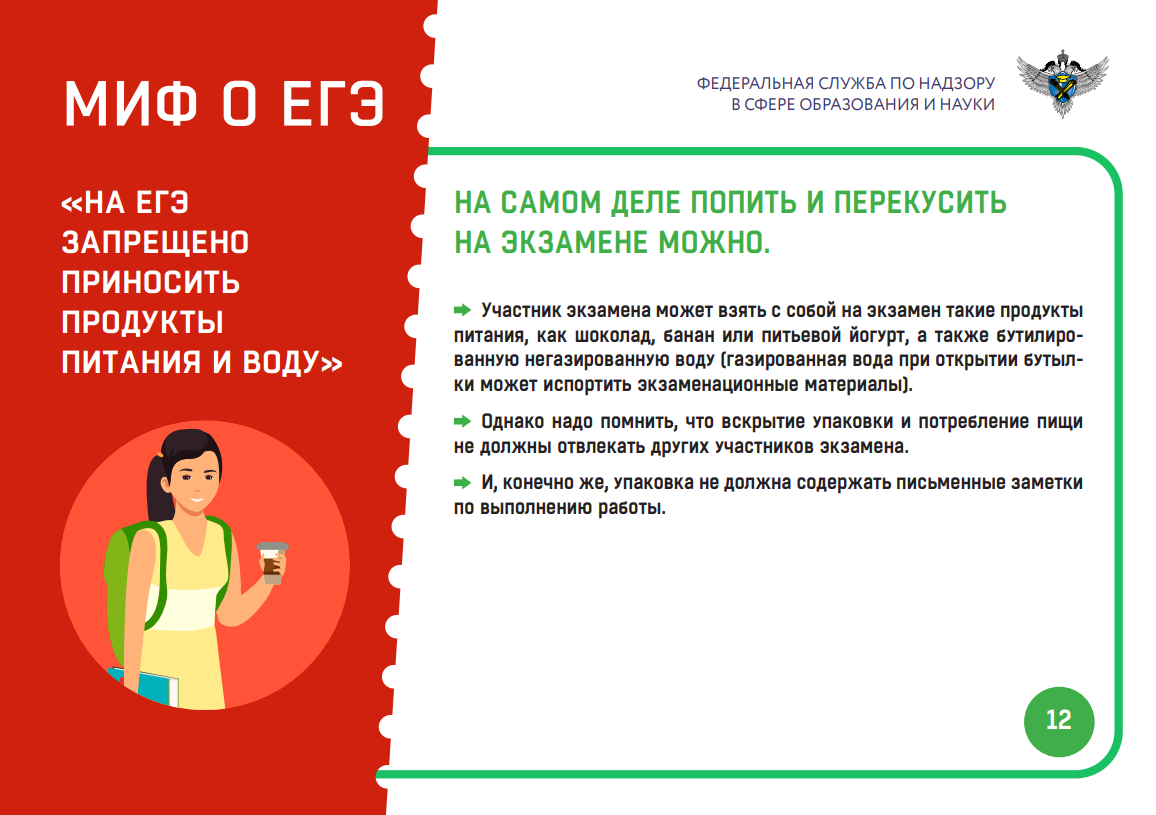 МИФ О ЕГЭ
«НА ЕГЭ
ЗАПРЕЩЕНО
ПРИНОСИТЬ
ПРОДУКТЫ
ПИТАНИЯ И ВОДУ»
ФЕДЕРАЛЬНАЯ СЛУЖБА ПО НАДЗОРУ
В СФЕРЕ ОБРАЗОВАНИЯ И НАУКИ
НА САМОМ ДЕЛЕ ПОПИТЬ И ПЕРЕКУСИТЬ
НА ЭКЗАМЕНЕ МОЖНО.
Участник экзамена может взять с собой на экзамен такие продукты
питания, как шоколад, банан или питьевой йогурт, а также бутилиро-
ванную негазированную воду (газированная вода при открытии бутыл-
ки может испортить экзаменационные материалы).
Однако надо помнить, что вскрытие упаковки и потребление пищи
не должны отвлекать других участников экзамена.
И, конечно же, упаковка не должна содержать письменные заметки
по выполнению работы.
12